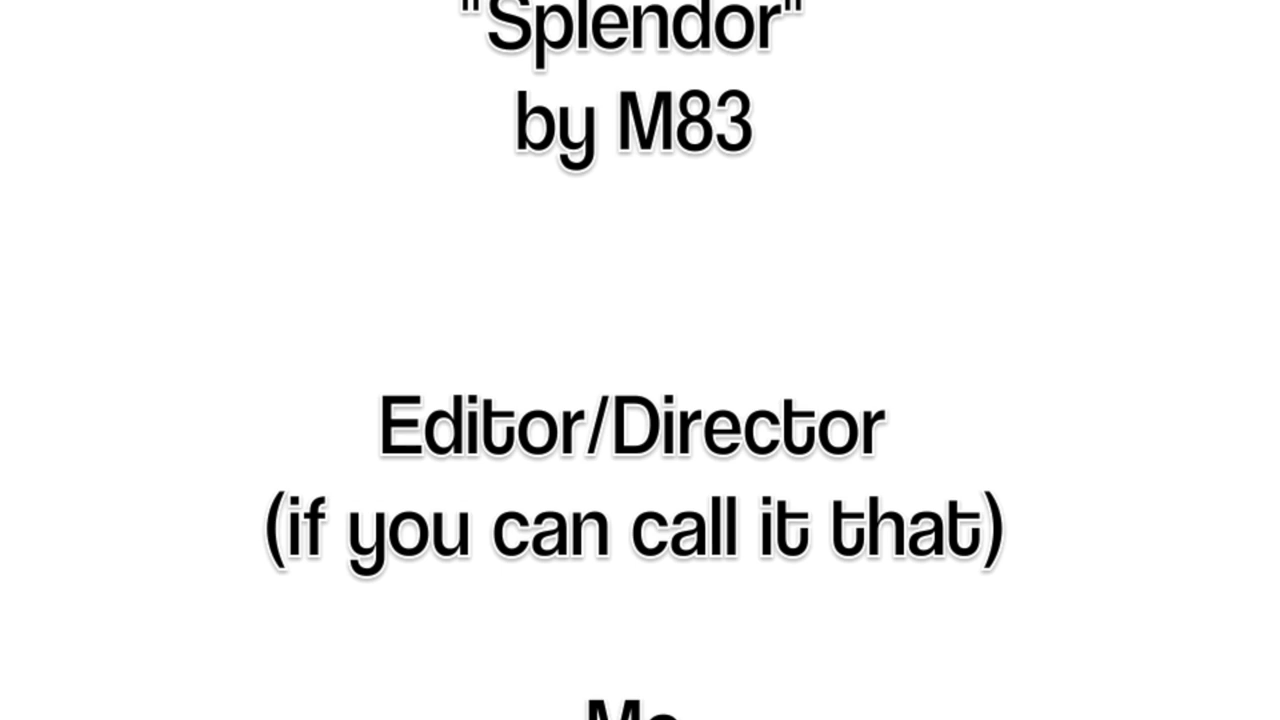 "Splendor"
by M83
Editor/Director
(if you can call it that)